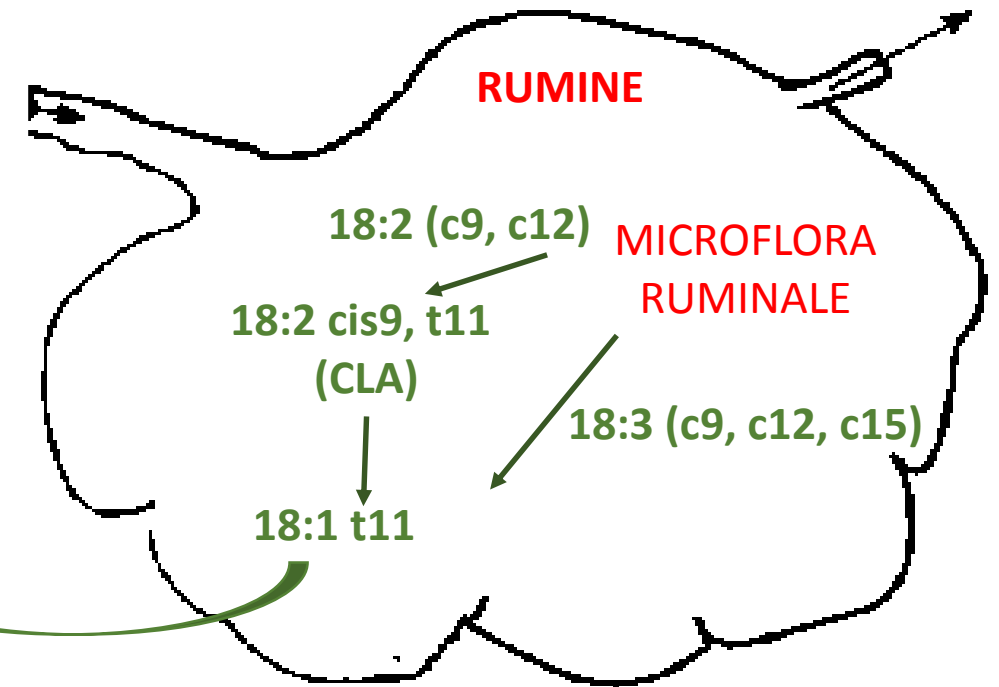 RUMINE
18:2 (c9, c12)
MICROFLORA
RUMINALE
18:2 cis9, t11
(CLA)
18:3 (c9, c12, c15)
18:1 t11